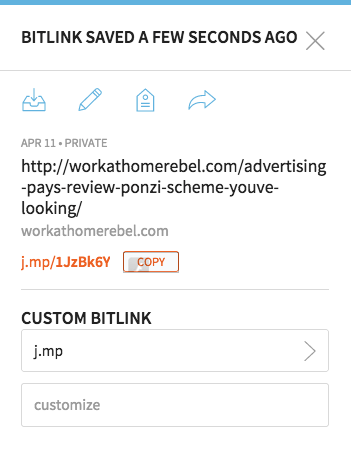 BITLINK SAVED A FEW SECONDS AGO
APR 11 • PRIVATE
http://workathomerebel.com/advertising
-pays-review-ponzi-scheme-youve-
looking/
workathomerebel.com
j.mp/1JzBk6Y COPY
CUSTOM BITLINK
j.mp
customize